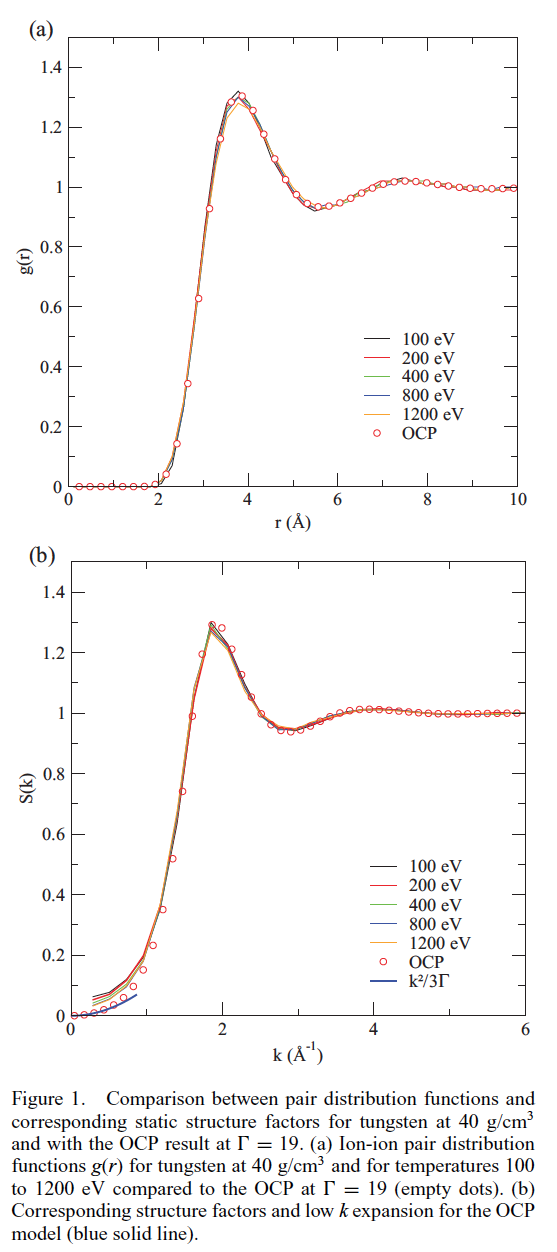 (a)
1.4
1.2
1
0.8
0.6
0.4
0.2
0
g(r)
100 eV
200 eV
400 eV
800 eV
1200 eV
OCP
0 2 4 6 8 10
r (Å)
(b)
1.4
1.2
1
0.8
0.6
0.4
0.2
0
S(k)
100 eV
200 eV
400 eV
800 eV
1200 eV
OCP
k²/3Γ
0 2 4 6
k (Å⁻¹)
Figure 1. Comparison between pair distribution functions and
corresponding static structure factors for tungsten at 40 g/cm³
and with the OCP result at Γ = 19. (a) Ion-ion pair distribution
functions g(r) for tungsten at 40 g/cm³ and for temperatures 100
to 1200 eV compared to the OCP at Γ = 19 (empty dots). (b)
Corresponding structure factors and low k expansion for the OCP
model (blue solid line).